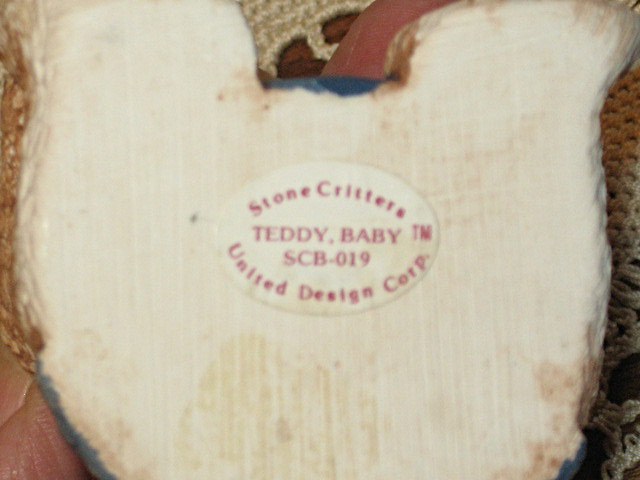 Stone Critters
TEDDY, BABY TM
SCB-019
United Design Corp.